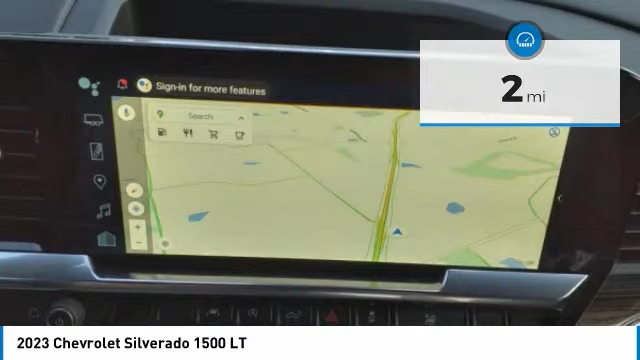 Sign-in for more features
2 mi
Search
2023 Chevrolet Silverado 1500 LT